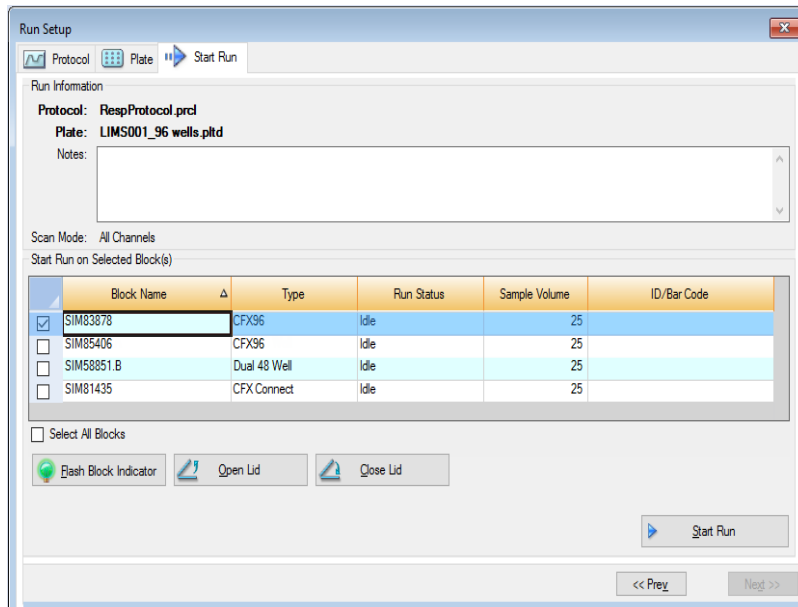 Run Setup
Protocol Plate Start Run
Run Information
Protocol: RespProtocol.prcl
Plate: LIMS001_96 wells.pltd
Notes:
Scan Mode: All Channels
Start Run on Selected Block(s)
Block Name Type Run Status Sample Volume ID/Bar Code
SIM83878 CFX96 Idle 25
SIM85406 CFX96 Idle 25
SIM58851.B Dual 48 Well Idle 25
SIM81435 CFX Connect Idle 25
Select All Blocks
Flash Block Indicator Open Lid Close Lid
Start Run
<< Prev Next >>